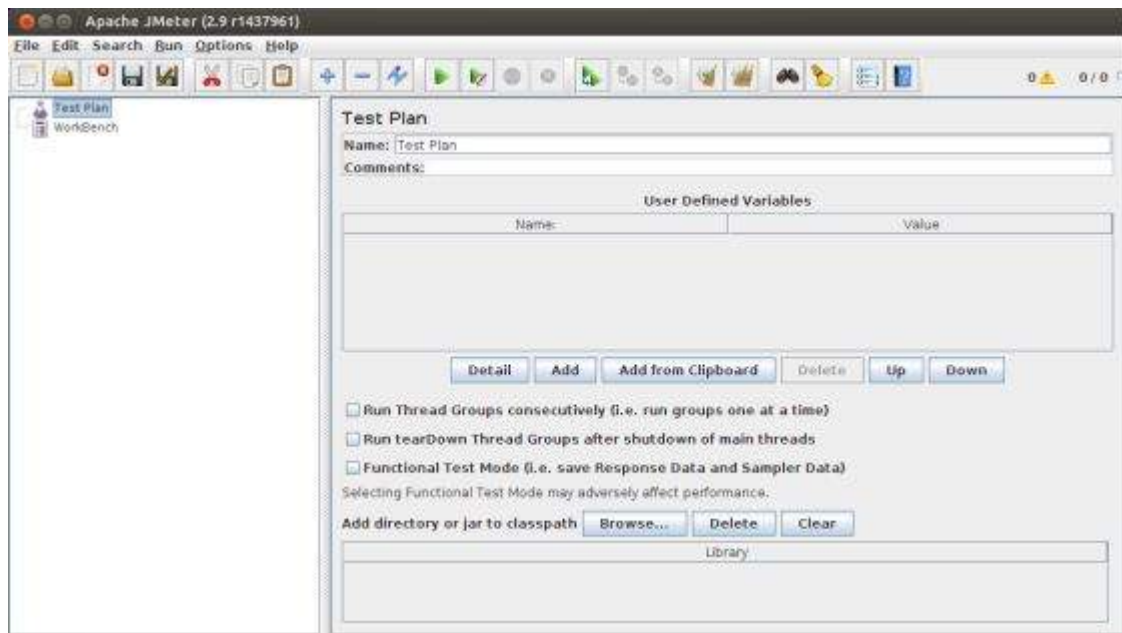 Apache JMeter (2.9 r1437961)
File Edit Search Run Options Help
0 0 / 0
Test Plan
WorkBench
Test Plan
Name: Test Plan
Comments:
User Defined Variables
Name: Value
Detail Add Add from Clipboard Delete Up Down
Run Thread Groups consecutively (i.e. run groups one at a time)
Run tearDown Thread Groups after shutdown of main threads
Functional Test Mode (i.e. save Response Data and Sampler Data)
Selecting Functional Test Mode may adversely affect performance.
Add directory or jar to classpath Browse... Delete Clear
Library